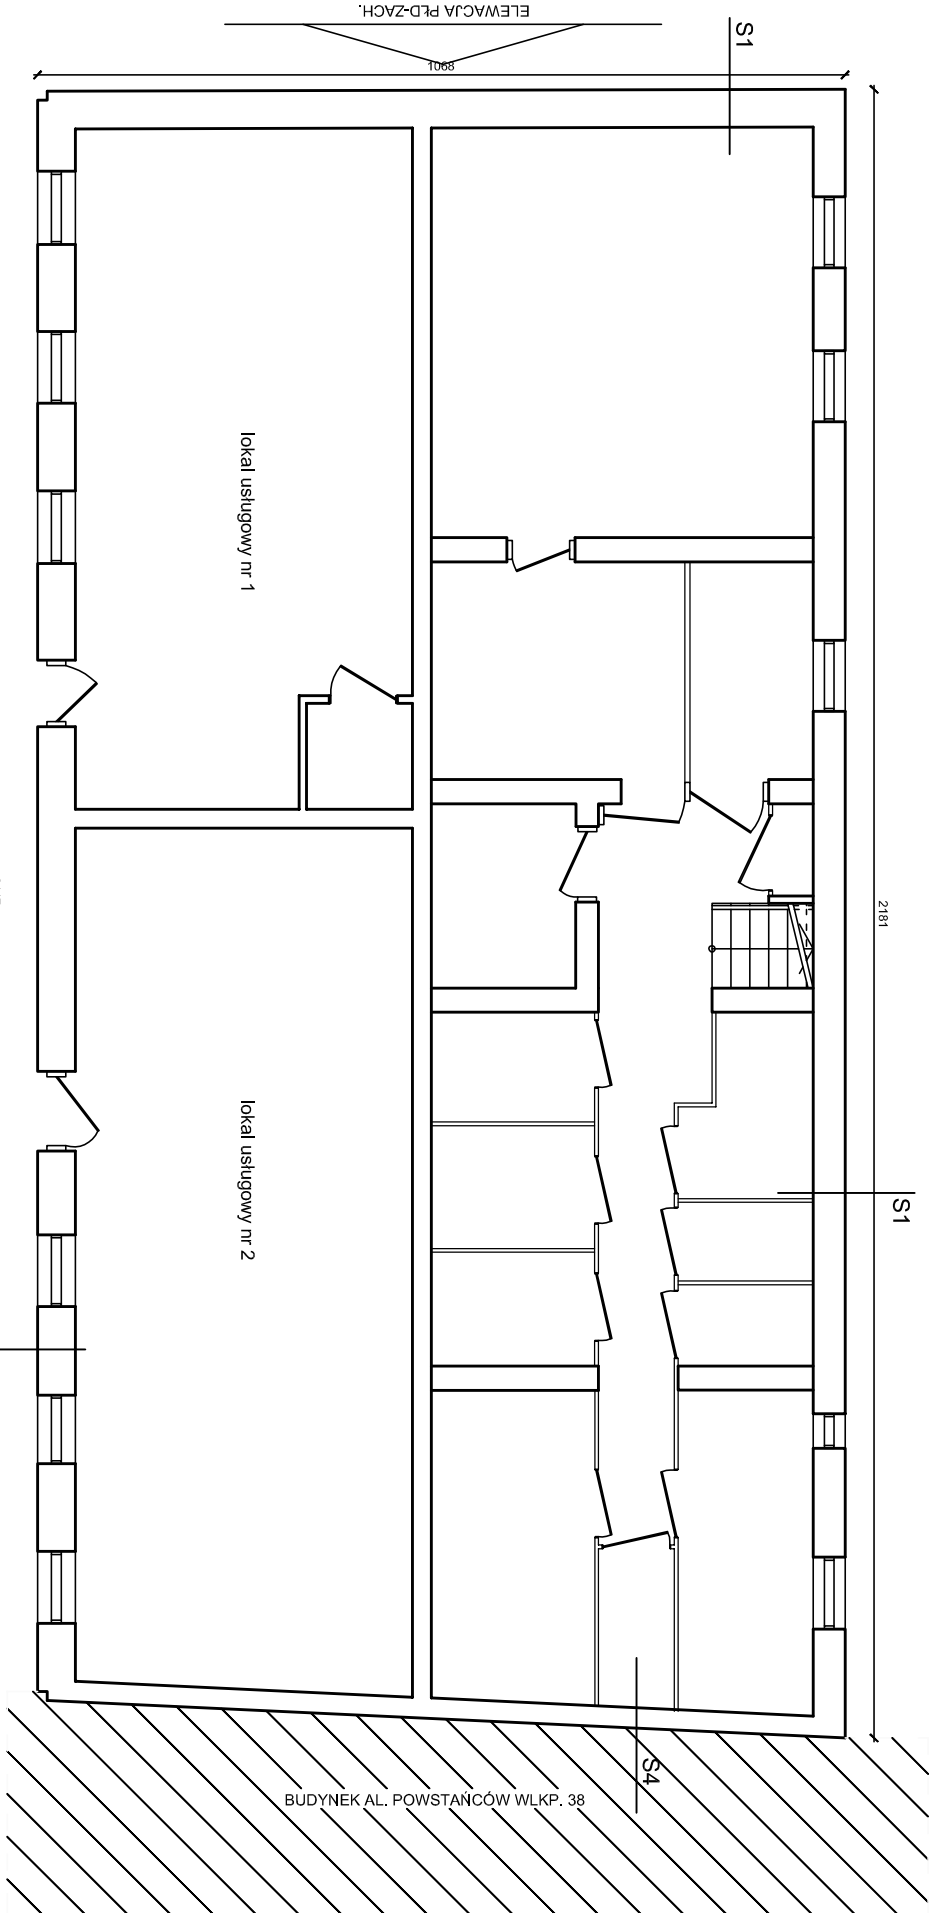 ELEWACJA PŁD-ZACH.
S1
1068
lokal usługowy nr 1
2181
lokal usługowy nr 2
S1
S4
BUDYNEK AL. POWSTAŃCÓW WLKP. 38